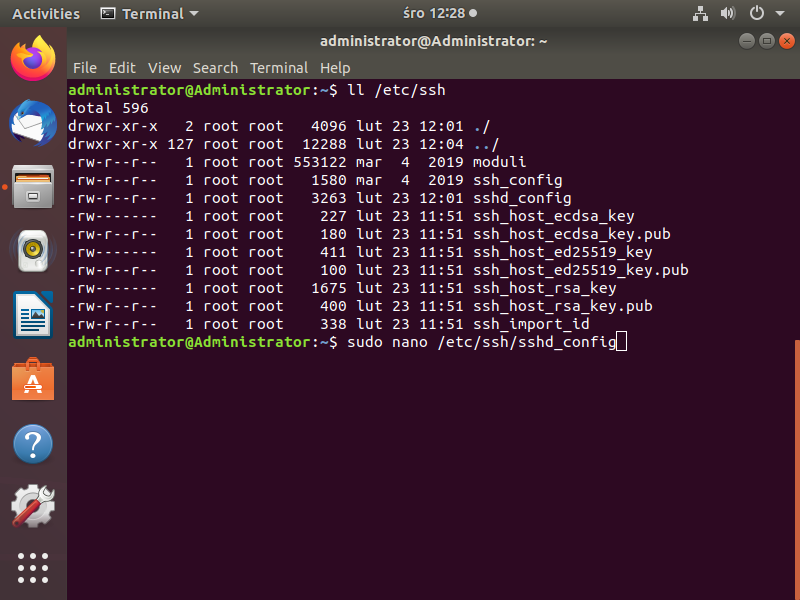 Activities Terminal śro 12:28
administrator@Administrator: ~
File Edit View Search Terminal Help
administrator@Administrator:~$ ll /etc/ssh
total 596
drwxr-xr-x   2 root root   4096 lut 23 12:01 ./
drwxr-xr-x 127 root root  12288 lut 23 12:04 ../
-rw-r--r--   1 root root 553122 mar  4  2019 moduli
-rw-r--r--   1 root root   1580 mar  4  2019 ssh_config
-rw-r--r--   1 root root   3263 lut 23 12:01 sshd_config
-rw-------   1 root root    227 lut 23 11:51 ssh_host_ecdsa_key
-rw-r--r--   1 root root    180 lut 23 11:51 ssh_host_ecdsa_key.pub
-rw-------   1 root root    411 lut 23 11:51 ssh_host_ed25519_key
-rw-r--r--   1 root root    100 lut 23 11:51 ssh_host_ed25519_key.pub
-rw-------   1 root root   1675 lut 23 11:51 ssh_host_rsa_key
-rw-r--r--   1 root root    400 lut 23 11:51 ssh_host_rsa_key.pub
-rw-r--r--   1 root root    338 lut 23 11:51 ssh_import_id
administrator@Administrator:~$ sudo nano /etc/ssh/sshd_config